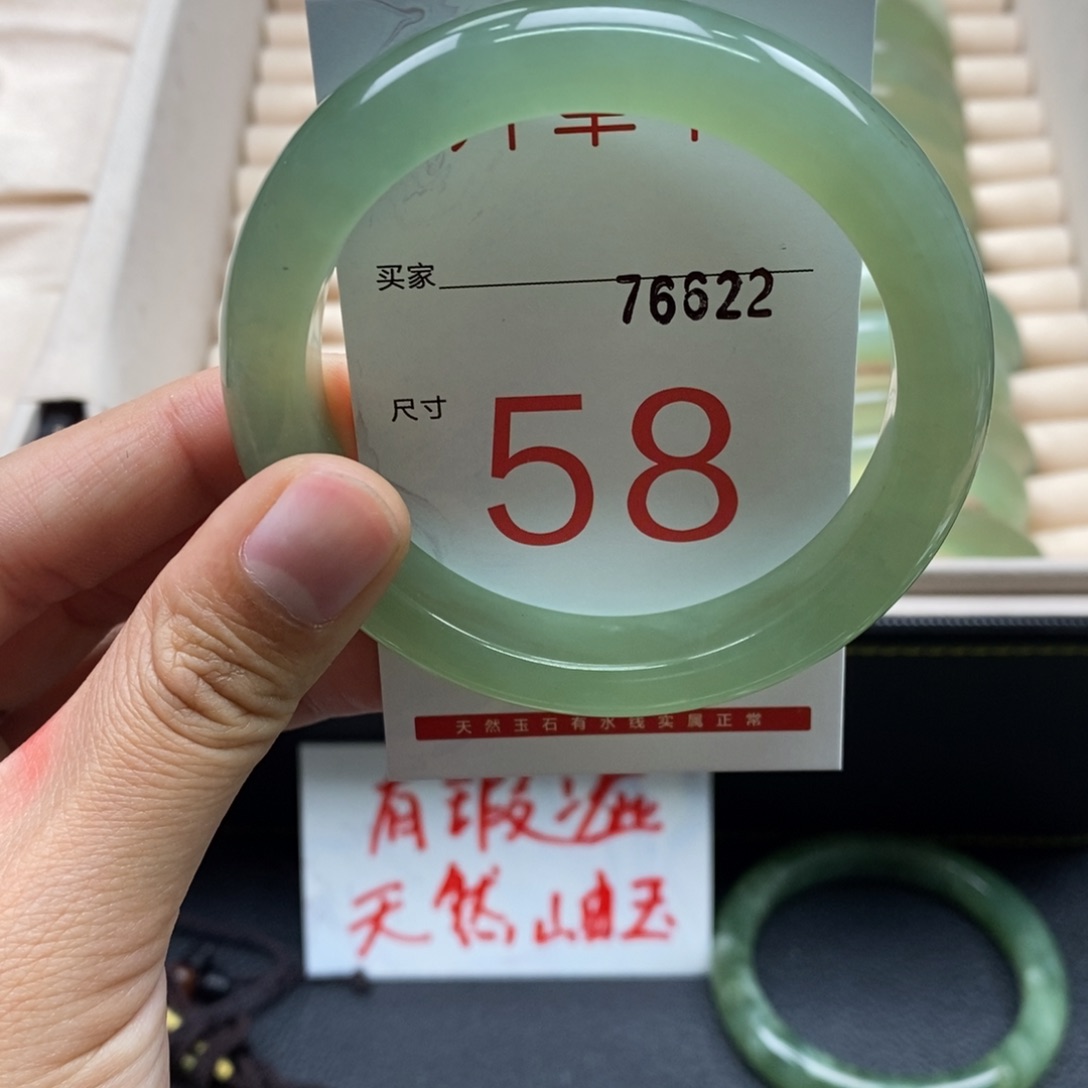 买家 76622
尺寸 58
天然玉石有水线实属正常
有瑕疵
天然岫玉